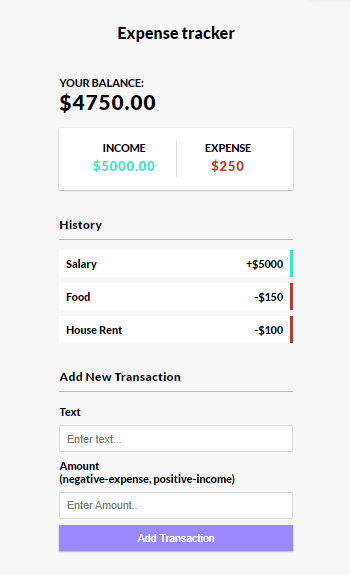 Expense tracker
YOUR BALANCE:
$4750.00
INCOME EXPENSE
$5000.00 $250
History
Salary +$5000
Food -$150
House Rent -$100
Add New Transaction
Text
Enter text...
Amount
(negative-expense, positive-income)
Enter Amount..
Add Transaction